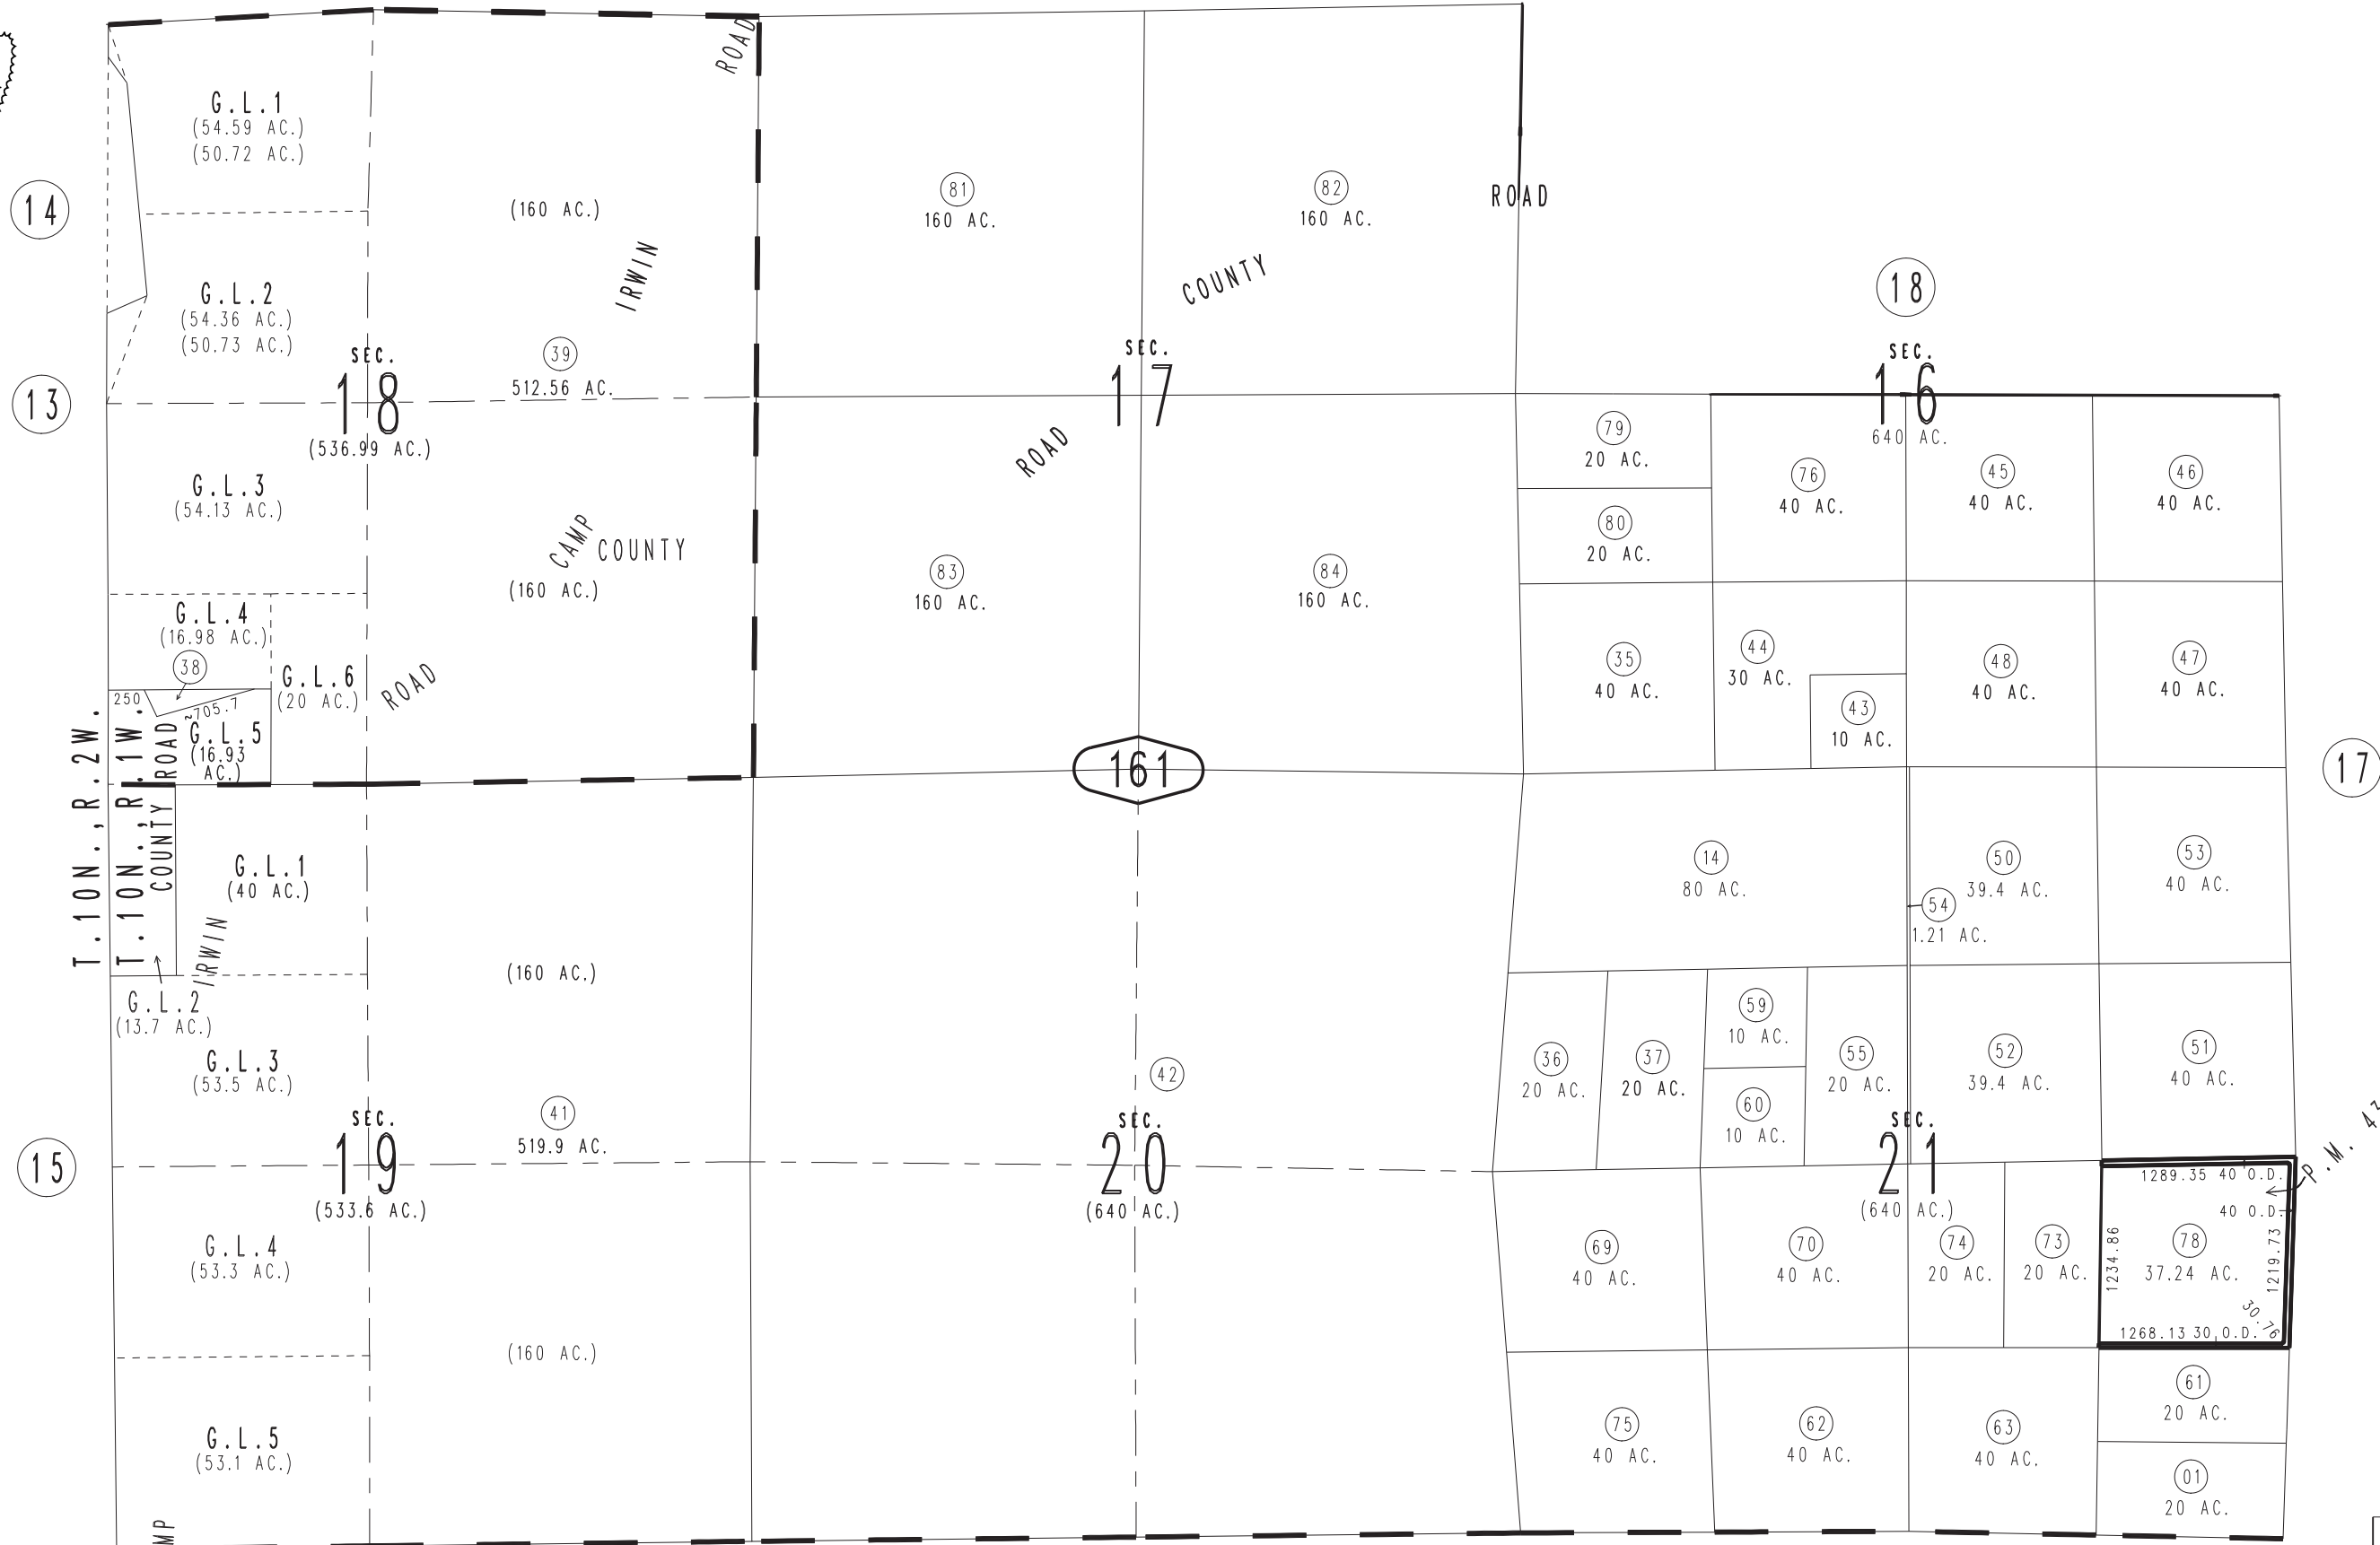 ROAD
G.L.1
(54.59 AC.)
(50.72 AC.)
14
(160 AC.)
81
160 AC.
82
160 AC.
ROAD
IRWIN
COUNTY
18
G.L.2
(54.36 AC.)
(50.73 AC.)
SEC.
18
(536.99 AC.)
39
512.56 AC.
SEC.
17
SEC.
16
640 AC.
13
ROAD
79
20 AC.
80
20 AC.
76
40 AC.
45
40 AC.
46
40 AC.
G.L.3
(54.13 AC.)
CAMP
COUNTY
(160 AC.)
83
160 AC.
84
160 AC.
G.L.4
(16.98 AC.)
38
G.L.6
(20 AC.)
ROAD
35
40 AC.
44
30 AC.
43
10 AC.
48
40 AC.
47
40 AC.
250
~705.7
G.L.5
(16.93
AC.)
T.10N.,R.2W.
T.10N.,R.1W.
COUNTY ROAD
161
17
G.L.1
(40 AC.)
14
80 AC.
50
39.4 AC.
53
40 AC.
54
1.21 AC.
IRWIN
(160 AC.)
G.L.2
(13.7 AC.)
G.L.3
(53.5 AC.)
41
519.9 AC.
42
36
20 AC.
37
20 AC.
59
10 AC.
60
10 AC.
55
20 AC.
52
39.4 AC.
51
40 AC.
15
SEC.
19
(533.6 AC.)
SEC.
20
(640 AC.)
SEC.
21
(640 AC.)
P.M.
1289.35 40 O.D.
40 O.D.
1234.86
78
37.24 AC.
1219.73
30.76
1268.13 30 O.D.
G.L.4
(53.3 AC.)
69
40 AC.
70
40 AC.
74
20 AC.
73
20 AC.
(160 AC.)
G.L.5
(53.1 AC.)
75
40 AC.
62
40 AC.
63
40 AC.
61
20 AC.
01
20 AC.
MP